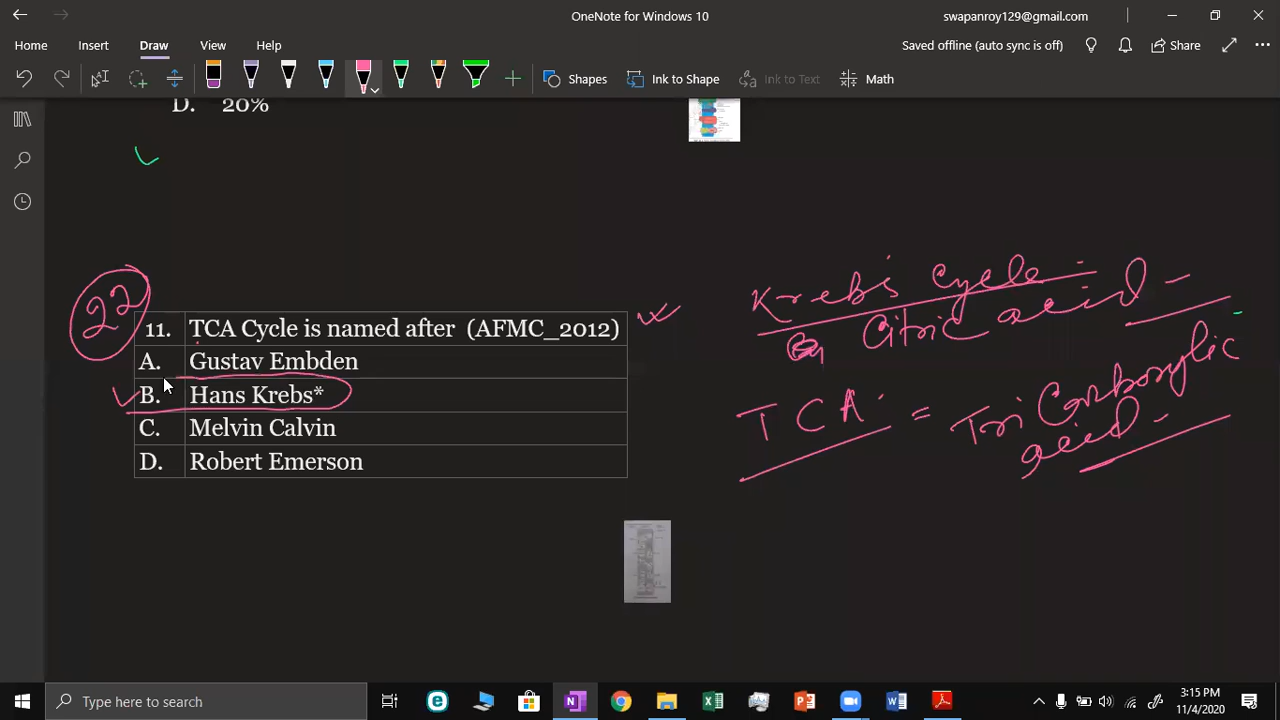 OneNote for Windows 10
swapanroy129@gmail.com
Home Insert Draw View Help
Saved offline (auto sync is off)
Share
Shapes
Ink to Shape
Ink to Text
Math
D. 20%
22
11. TCA Cycle is named after (AFMC_2012)
A. Gustav Embden
B. Hans Krebs*
C. Melvin Calvin
D. Robert Emerson
Krebs Cycle
Citric acid
TCA = Tri Carboxylic
acid
Type here to search
3:15 PM
11/4/2020